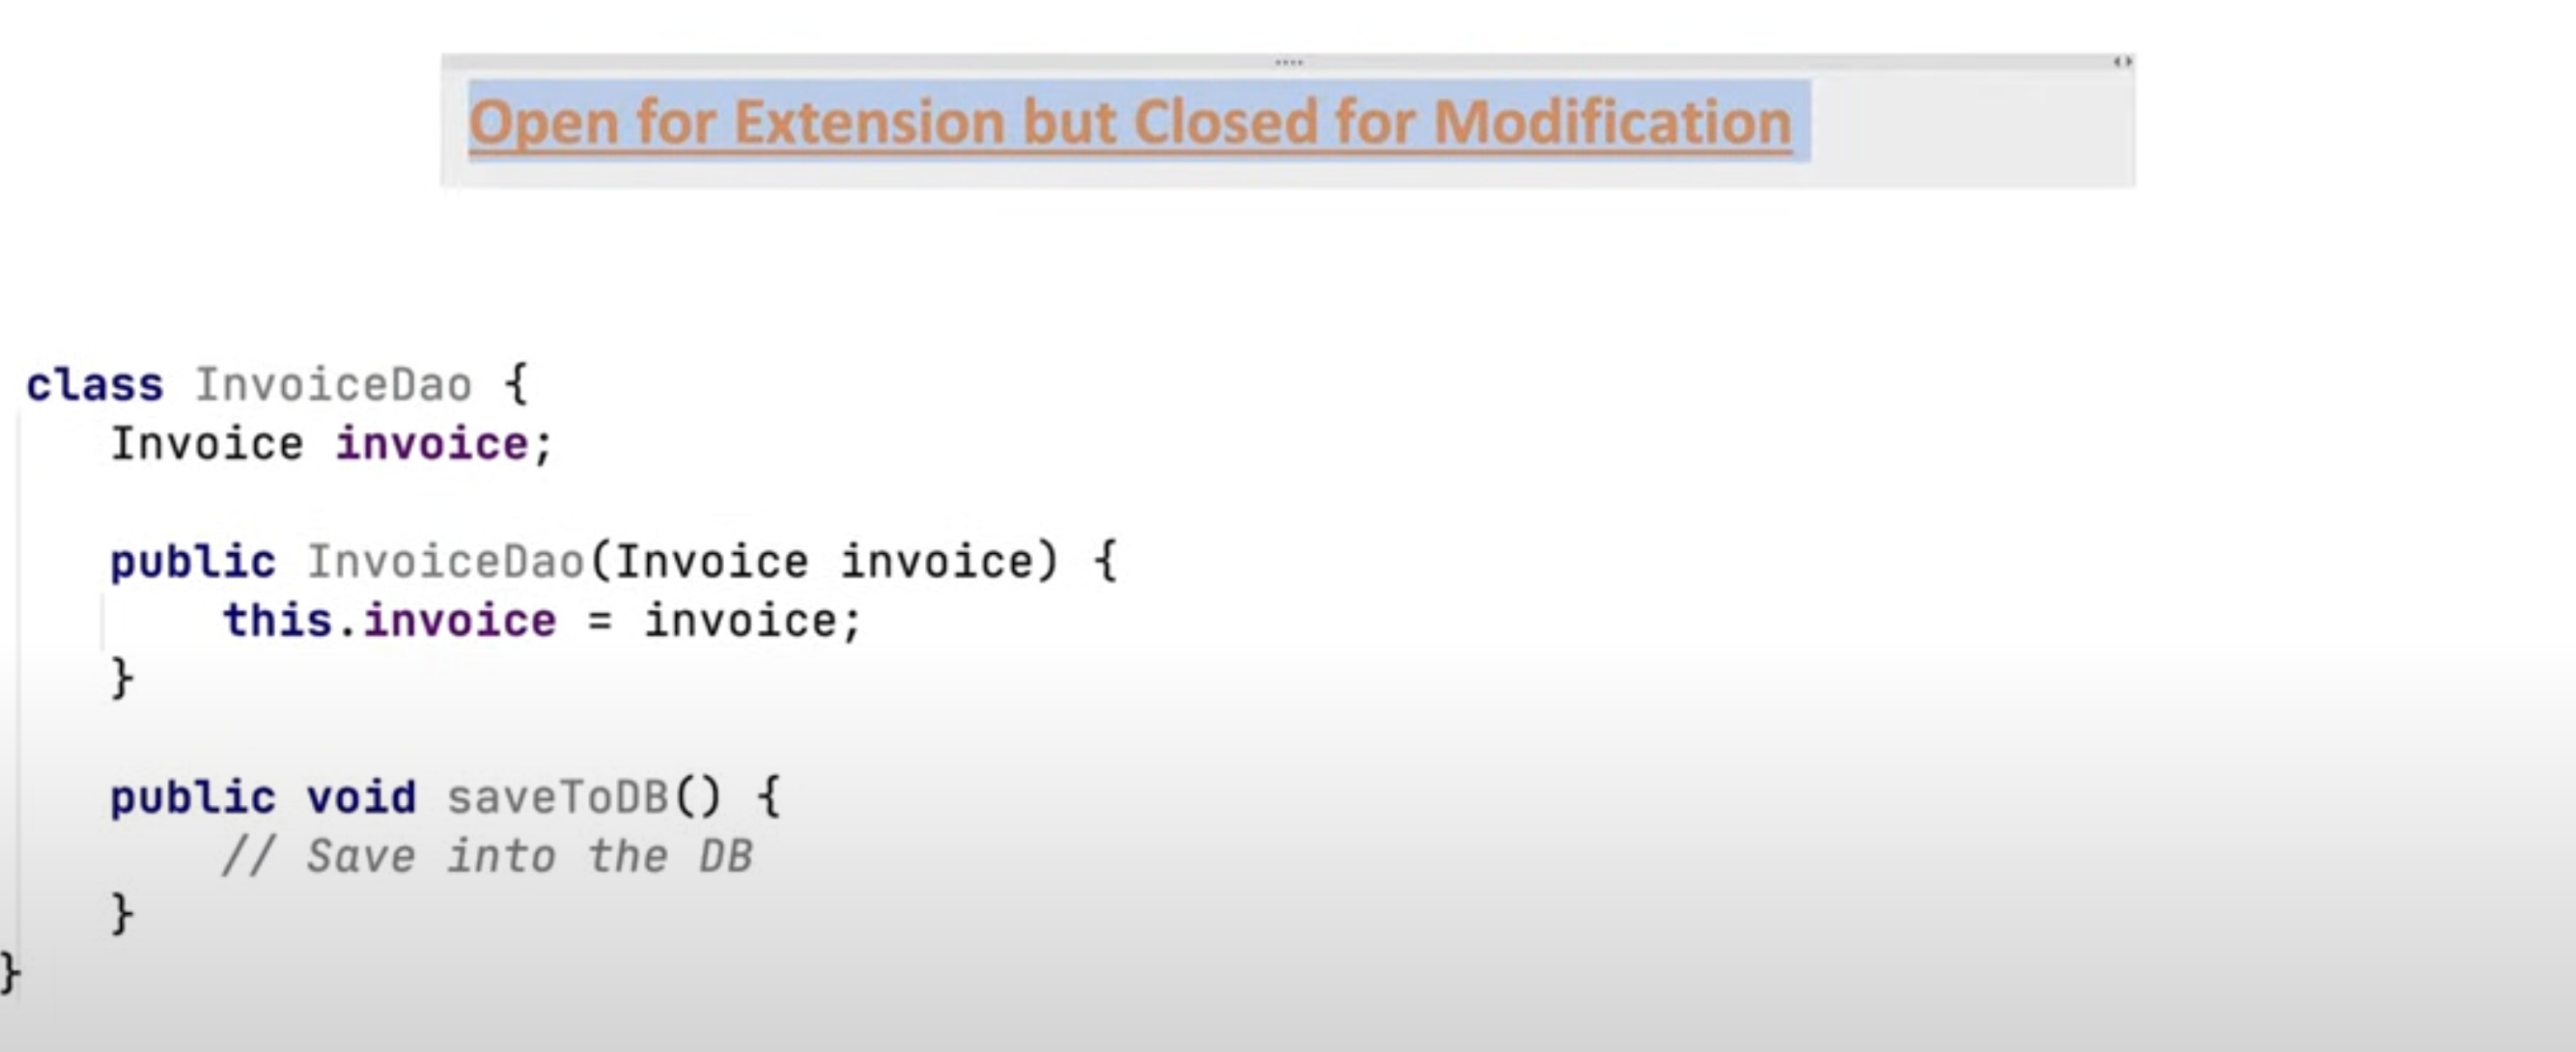 Open for Extension but Closed for Modification
class InvoiceDao {
Invoice invoice;
public InvoiceDao(Invoice invoice) {
this.invoice = invoice;
}
public void saveToDB() {
// Save into the DB
}
}